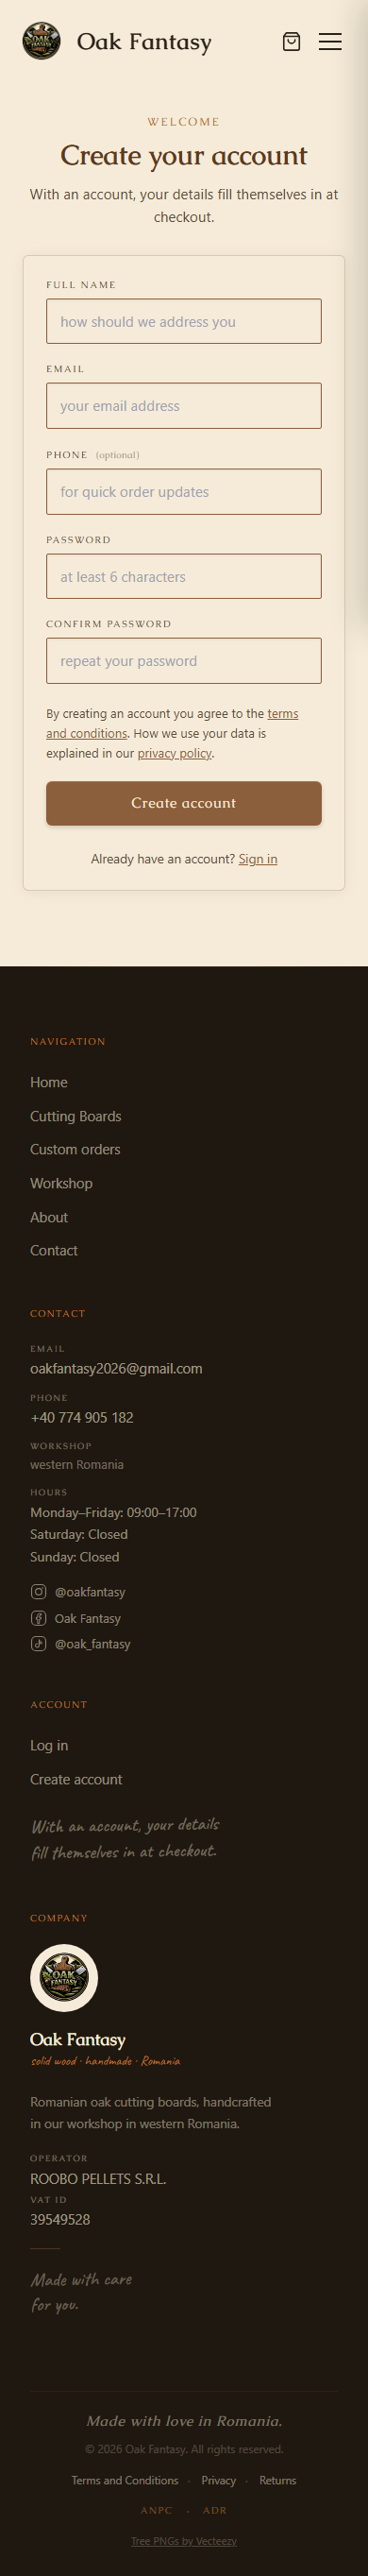 OAK
FANTASY
Oak Fantasy
WELCOME
Create your account
With an account, your details fill themselves in at
checkout.
FULL NAME
how should we address you
EMAIL
your email address
PHONE (optional)
for quick order updates
PASSWORD
at least 6 characters
CONFIRM PASSWORD
repeat your password
By creating an account you agree to the terms
and conditions. How we use your data is
explained in our privacy policy.
Create account
Already have an account? Sign in
NAVIGATION
Home
Cutting Boards
Custom orders
Workshop
About
Contact
CONTACT
EMAIL
oakfantasy2026@gmail.com
PHONE
+40 774 905 182
WORKSHOP
western Romania
HOURS
Monday–Friday: 09:00–17:00
Saturday: Closed
Sunday: Closed
@oakfantasy
Oak Fantasy
@oak_fantasy
ACCOUNT
Log in
Create account
With an account, your details
fill themselves in at checkout.
COMPANY
OAK
FANTASY
Oak Fantasy
solid wood · handmade · Romania
Romanian oak cutting boards, handcrafted
in our workshop in western Romania.
OPERATOR
ROOBO PELLETS S.R.L.
VAT ID
39549528
Made with care
for you.
Made with love in Romania.
© 2026 Oak Fantasy. All rights reserved.
Terms and Conditions · Privacy · Returns
ANPC · ADR
Tree PNGs by Vecteezy